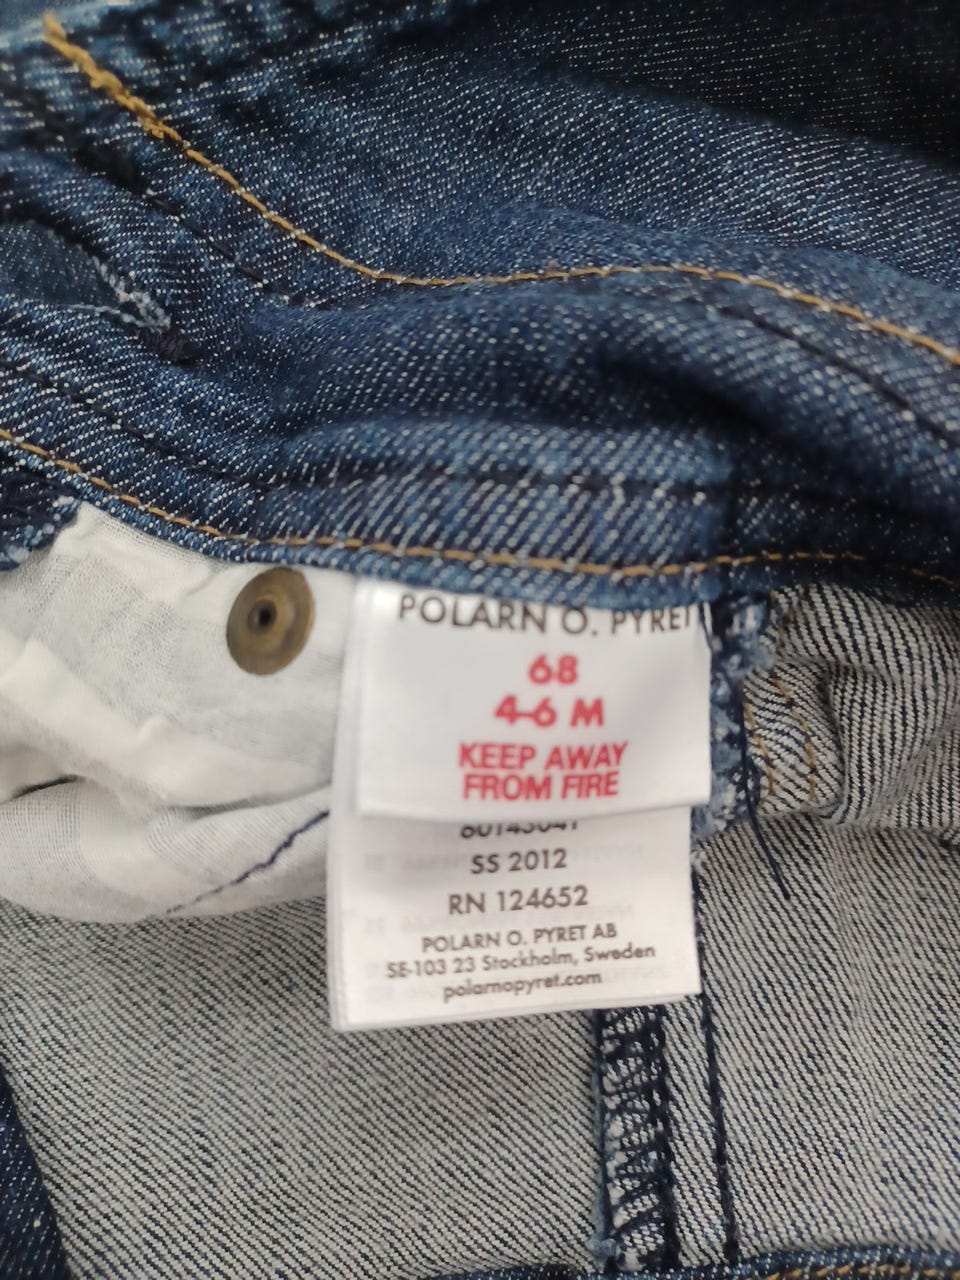 POLARN O. PYRET
68
4-6 M
KEEP AWAY
FROM FIRE
SS 2012
RN 124652
POLARN O. PYRET AB
SE-103 23 Stockholm, Sweden
polarnopyret.com